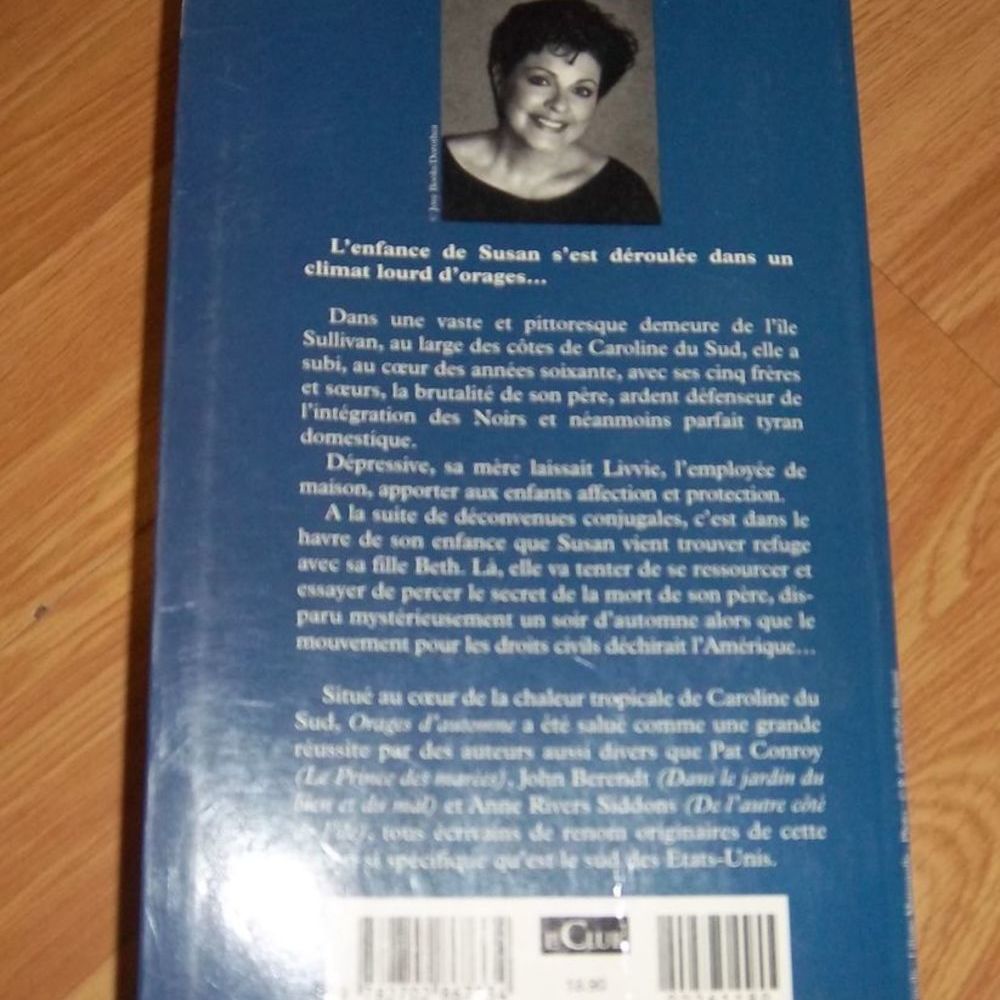 L'enfance de Susan s'est déroulée dans un
climat lourd d'orages...
Dans une vaste et pittoresque demeure de l'île
Sullivan, au large des côtes de Caroline du Sud, elle a
subi, au cœur des années soixante, avec ses cinq frères
et sœurs, la brutalité de son père, ardent défenseur de
l'intégration des Noirs et néanmoins parfait tyran
domestique.
Dépressive, sa mère laissait Livvie, l'employée de
maison, apporter aux enfants affection et protection.
A la suite de déconvenues conjugales, c'est dans le
havre de son enfance que Susan vient trouver refuge
avec sa fille Beth. Là, elle va tenter de se ressourcer et
essayer de percer le secret de la mort de son père, dis-
paru mystérieusement un soir d'automne alors que le
mouvement pour les droits civils déchirait l'Amérique...
Situé au cœur de la chaleur tropicale de Caroline du
Sud, Orages d'automne a été salué comme une grande
réussite par des auteurs aussi divers que Pat Conroy
(Le Prince des marées), John Berendt (Dans le jardin du
bien et du mal) et Anne Rivers Siddons (De l'autre côté
de l'île), tous écrivains de renom originaires de cette
si spécifique qu'est le sud des États-Unis.
LE CLUB